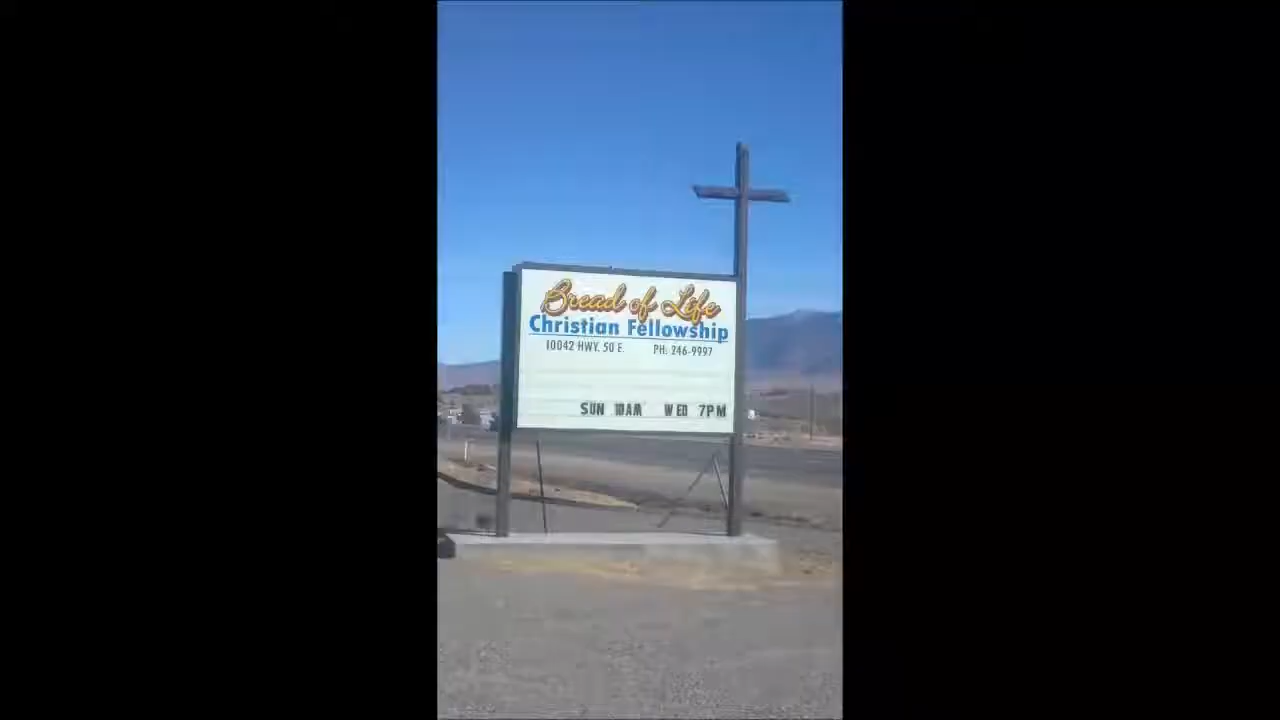 Bread of Life
Christian Fellowship
10042 HWY. 50 E. PH: 246-9997
SUN 10AM WED 7PM